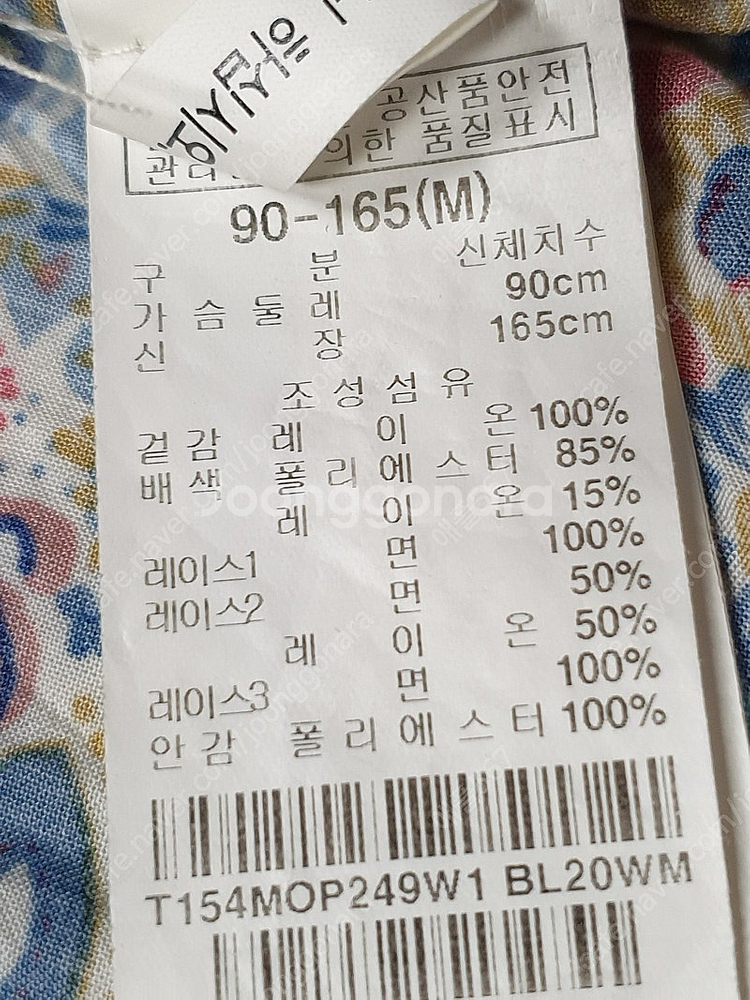 공산품안전
의한 품질표시
90-165(M)
구 분 신체치수
가 슴 둘 레 90cm
신 장 165cm
조 성 섬 유
겉 감 레 이 온 100%
배 색 폴 리 에 스 터 85%
레 이 온 15%
레이스1 면 100%
레이스2 면 50%
레 이 온 50%
레이스3 면 100%
안 감 폴 리 에 스 터 100%
T154MOP249W1 BL20WM
Joonggonara